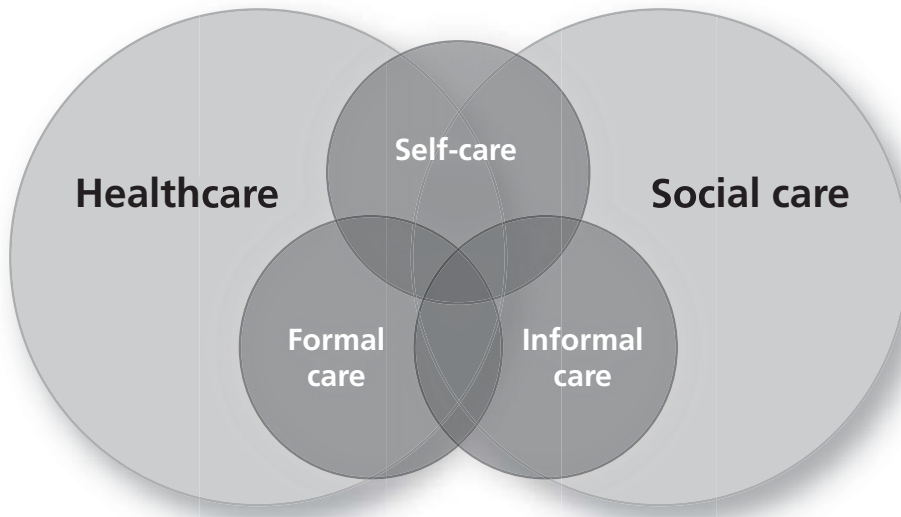 Self-care
Healthcare
Social care
Formal
care
Informal
care